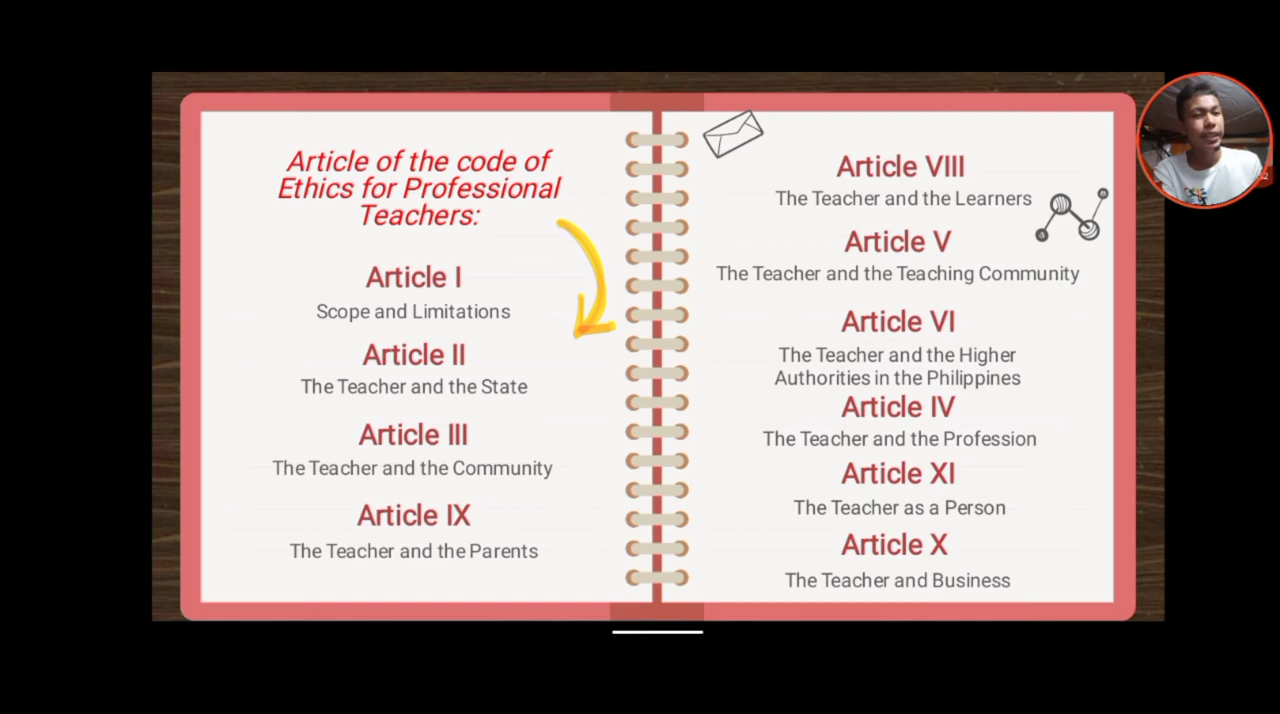 Article of the code of
Ethics for Professional
Teachers:
Article I
Scope and Limitations
Article II
The Teacher and the State
Article III
The Teacher and the Community
Article IX
The Teacher and the Parents
Article VIII
The Teacher and the Learners
Article V
The Teacher and the Teaching Community
Article VI
The Teacher and the Higher
Authorities in the Philippines
Article IV
The Teacher and the Profession
Article XI
The Teacher as a Person
Article X
The Teacher and Business